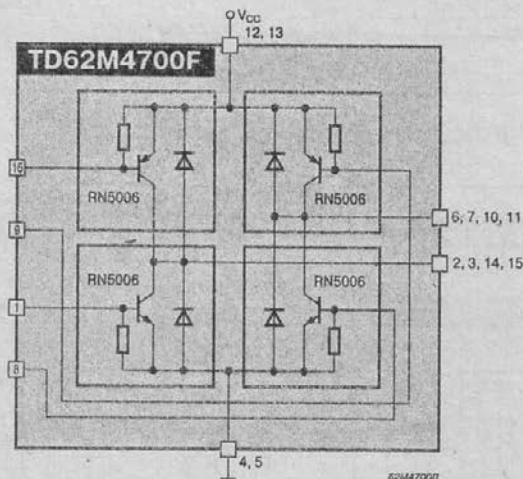 Vcc
12, 13
TD62M4700F
16
RN5006
RN5006
9
6, 7, 10, 11
2, 3, 14, 15
RN5006
RN5006
1
8
4, 5
62M4700